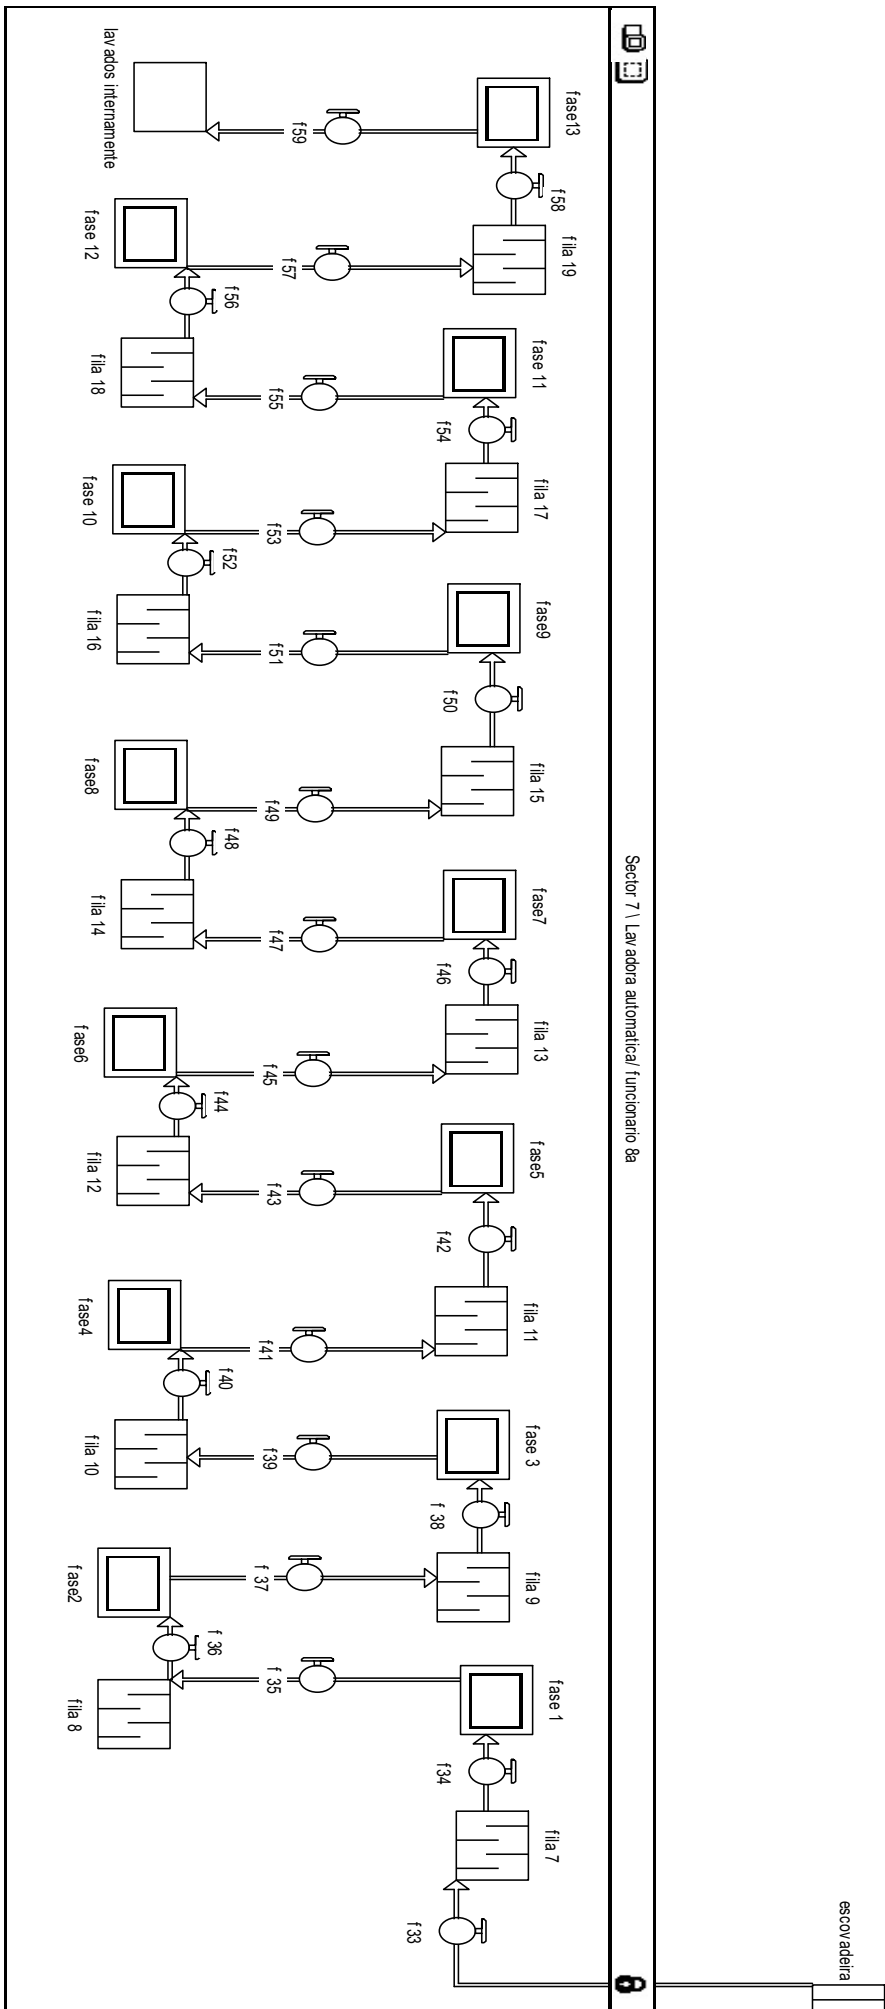 escovadeira
Sector 7 \ Lavadora automatica/ funcionario 8a
fase13
f58
fila 19
fase 11
f54
fila 17
fase9
f50
fila 15
fase7
f46
fila 13
fase5
f42
fila 11
fase 3
f 38
fila 9
fase 1
f34
fila 7
f33
f59
f57
f55
f53
f51
f49
f47
f45
f43
f41
f39
f 37
f 35
lavados internamente
fase 12
f56
fila 18
fase 10
f52
fila 16
fase8
f48
fila 14
fase6
f44
fila 12
fase4
f40
fila 10
fase2
f 36
fila 8